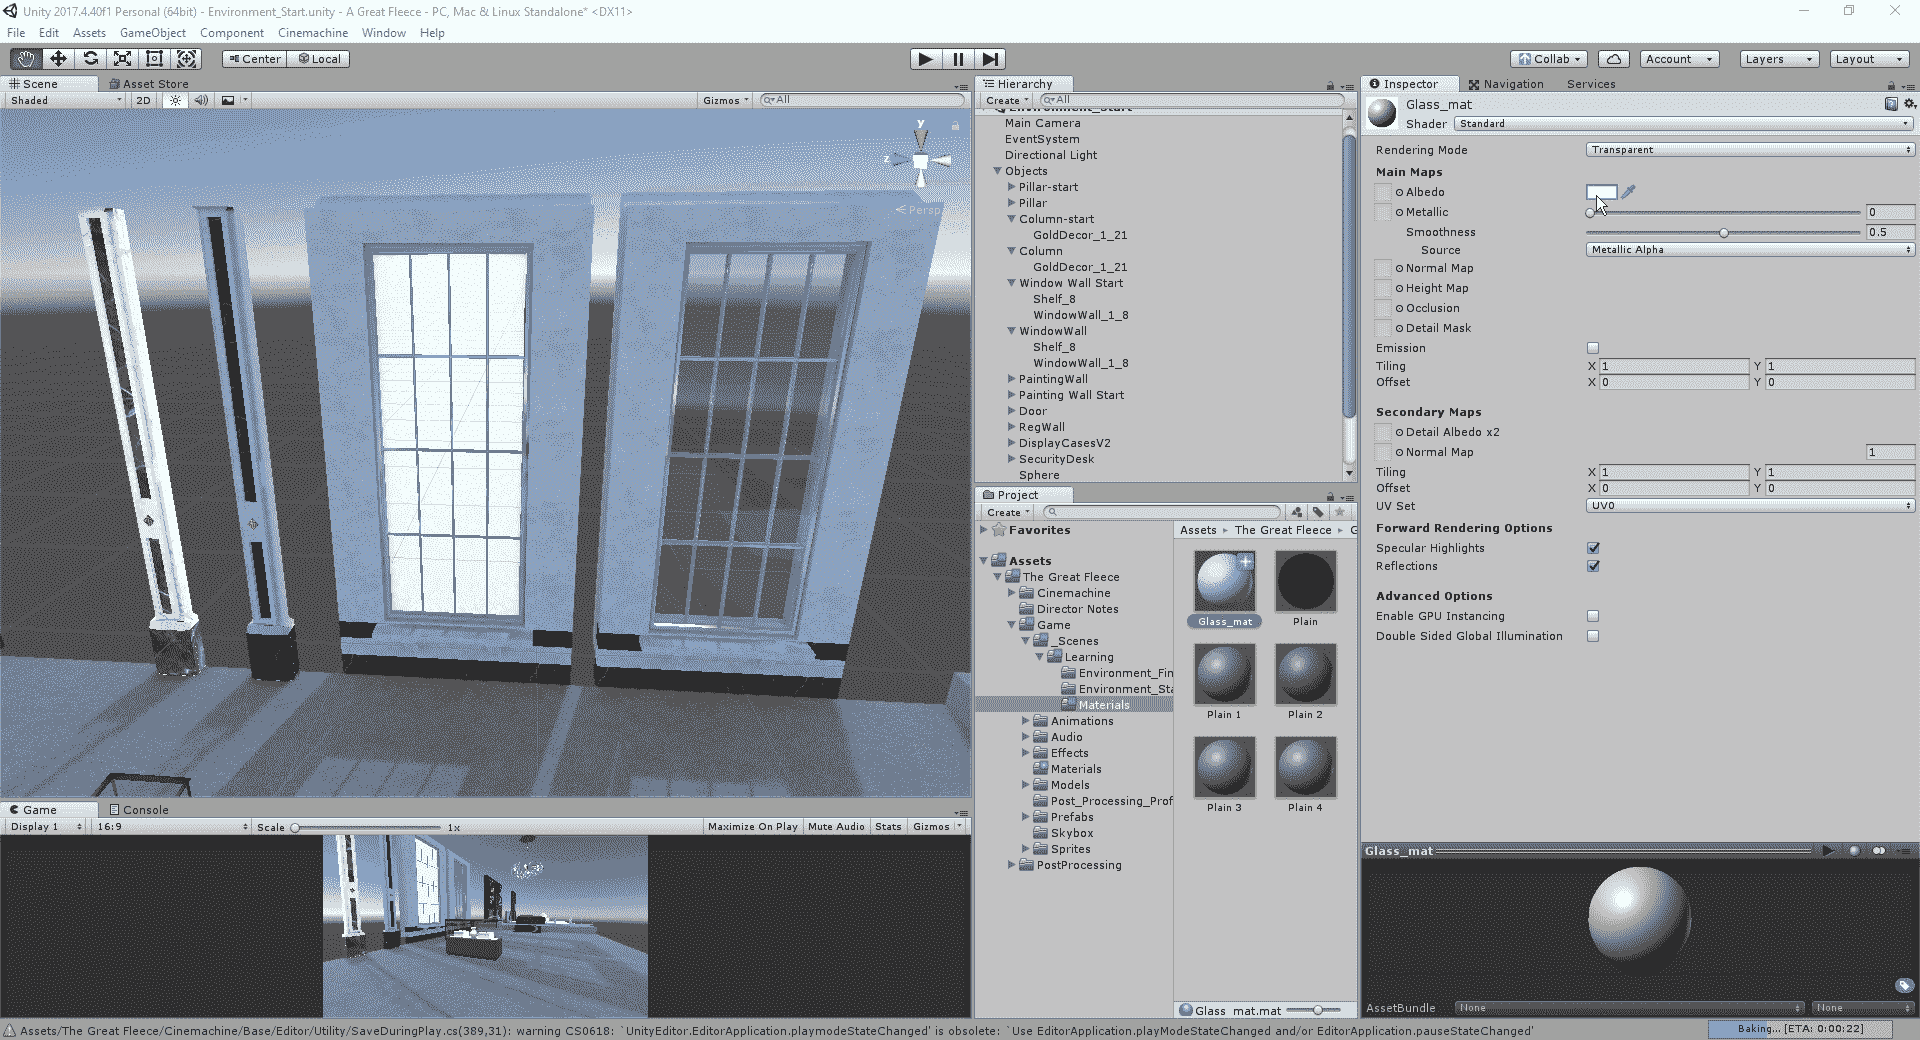 Unity 2017.4.40f1 Personal (64bit) - Environment_Start.unity - A Great Fleece - PC, Mac & Linux Standalone* <DX11>
File Edit Assets GameObject Component Cinemachine Window Help
Center Local Collab Account Layers Layout
Scene Asset Store
Shaded 2D Gizmos All
y
z
Persp
Game Console
Display 1 16:9 Scale 1x Maximize On Play Mute Audio Stats Gizmos
Hierarchy
Create All
Environment_Start
Main Camera
EventSystem
Directional Light
Objects
Pillar-start
Pillar
Column-start
GoldDecor_1_21
Column
GoldDecor_1_21
Window Wall Start
Shelf_8
WindowWall_1_8
WindowWall
Shelf_8
WindowWall_1_8
PaintingWall
Painting Wall Start
Door
RegWall
DisplayCasesV2
SecurityDesk
Sphere
Project
Create
Favorites
Assets
The Great Fleece
Cinemachine
Director Notes
Game
_Scenes
Learning
Environment_Fin
Environment_Sta
Materials
Animations
Audio
Effects
Materials
Models
Post_Processing_Prof
Prefabs
Skybox
Sprites
PostProcessing
Assets The Great Fleece G
Glass_mat Plain
Plain 1 Plain 2
Plain 3 Plain 4
Glass_mat.mat
Inspector Navigation Services
Glass_mat
Shader Standard
Rendering Mode Transparent
Main Maps
Albedo
Metallic 0
Smoothness 0.5
Source Metallic Alpha
Normal Map
Height Map
Occlusion
Detail Mask
Emission
Tiling X 1 Y 1
Offset X 0 Y 0
Secondary Maps
Detail Albedo x2
Normal Map 1
Tiling X 1 Y 1
Offset X 0 Y 0
UV Set UV0
Forward Rendering Options
Specular Highlights
Reflections
Advanced Options
Enable GPU Instancing
Double Sided Global Illumination
Glass_mat
AssetBundle None None
Assets/The Great Fleece/Cinemachine/Base/Editor/Utility/SaveDuringPlay.cs(389,31): warning CS0618: `UnityEditor.EditorApplication.playmodeStateChanged' is obsolete: `Use EditorApplication.playModeStateChanged and/or EditorApplication.pauseStateChanged'
Baking... [ETA: 0:00:22]